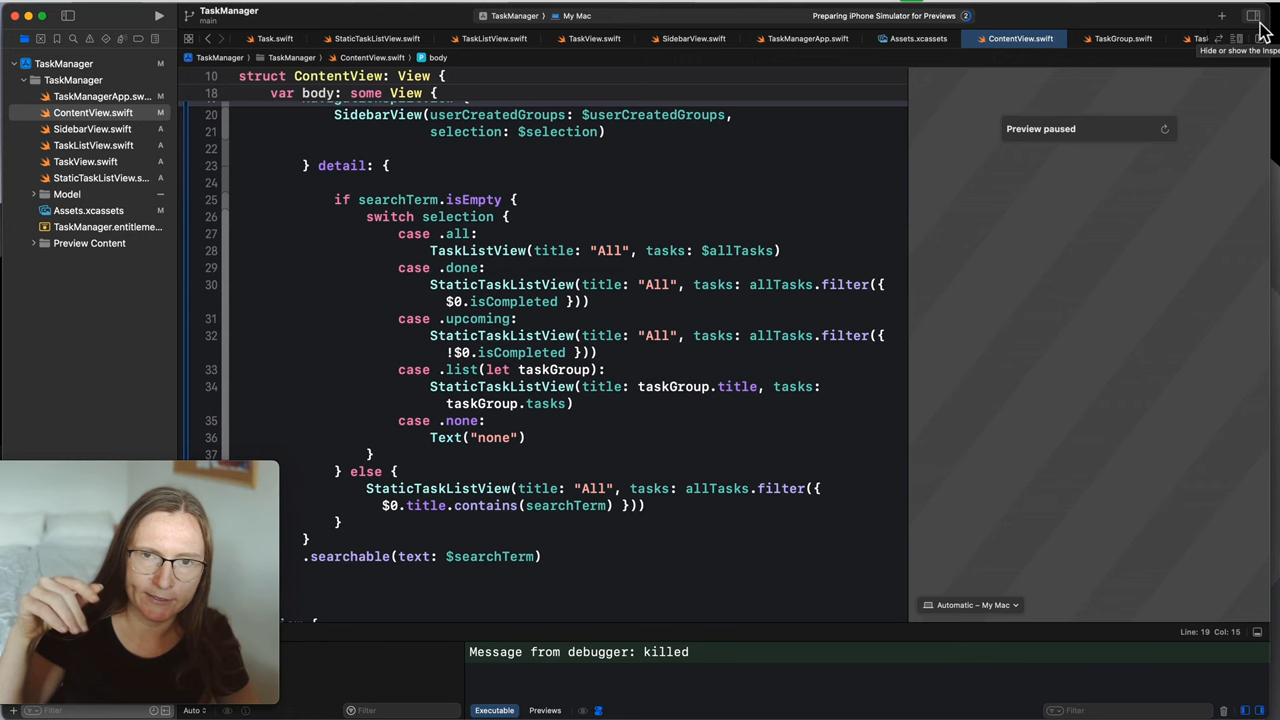 TaskManager
main
TaskManager 〉 My Mac
Preparing iPhone Simulator for Previews 2
Task.swift
StaticTaskListView.swift
TaskListView.swift
TaskView.swift
SidebarView.swift
TaskManagerApp.swift
Assets.xcassets
ContentView.swift
TaskGroup.swift
Hide or show the Inspe
TaskManager
TaskManager
TaskManagerApp.sw... M
ContentView.swift M
SidebarView.swift A
TaskListView.swift A
TaskView.swift A
StaticTaskListView.s... A
Model
Assets.xcassets M
TaskManager.entitleme...
Preview Content
TaskManager 〉 TaskManager 〉 ContentView.swift 〉 body
10 struct ContentView: View {
18 var body: some View {
20 SidebarView(userCreatedGroups: $userCreatedGroups,
21 selection: $selection)
22
23 } detail: {
24
25 if searchTerm.isEmpty {
26 switch selection {
27 case .all:
28 TaskListView(title: "All", tasks: $allTasks)
29 case .done:
30 StaticTaskListView(title: "All", tasks: allTasks.filter({
$0.isCompleted }))
31 case .upcoming:
32 StaticTaskListView(title: "All", tasks: allTasks.filter({
!$0.isCompleted }))
33 case .list(let taskGroup):
34 StaticTaskListView(title: taskGroup.title, tasks:
taskGroup.tasks)
35 case .none:
36 Text("none")
37 }
} else {
StaticTaskListView(title: "All", tasks: allTasks.filter({
$0.title.contains(searchTerm) }))
}
}
.searchable(text: $searchTerm)
Preview paused
Automatic – My Mac
Line: 19 Col: 15
Message from debugger: killed
Filter
Auto
Filter
Executable
Previews
Filter